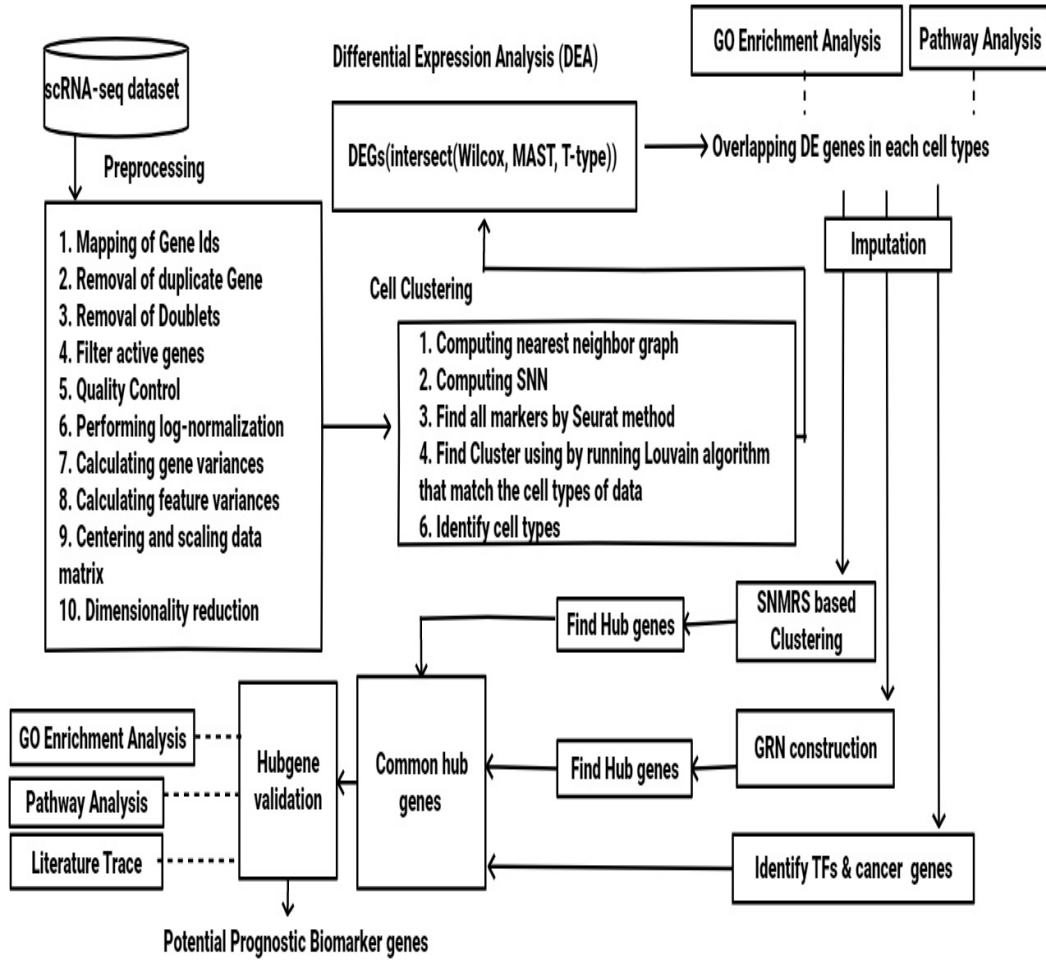 scRNA-seq dataset
Preprocessing
1. Mapping of Gene Ids
2. Removal of duplicate Gene
3. Removal of Doublets
4. Filter active genes
5. Quality Control
6. Performing log-normalization
7. Calculating gene variances
8. Calculating feature variances
9. Centering and scaling data
matrix
10. Dimensionality reduction
Differential Expression Analysis (DEA)
DEGs(intersect(Wilcox, MAST, T-type))
GO Enrichment Analysis
Pathway Analysis
Overlapping DE genes in each cell types
Imputation
Cell Clustering
1. Computing nearest neighbor graph
2. Computing SNN
3. Find all markers by Seurat method
4. Find Cluster using by running Louvain algorithm
that match the cell types of data
6. Identify cell types
SNMRS based
Clustering
Find Hub genes
GRN construction
Find Hub genes
Identify TFs & cancer genes
Common hub
genes
Hubgene
validation
GO Enrichment Analysis
Pathway Analysis
Literature Trace
Potential Prognostic Biomarker genes